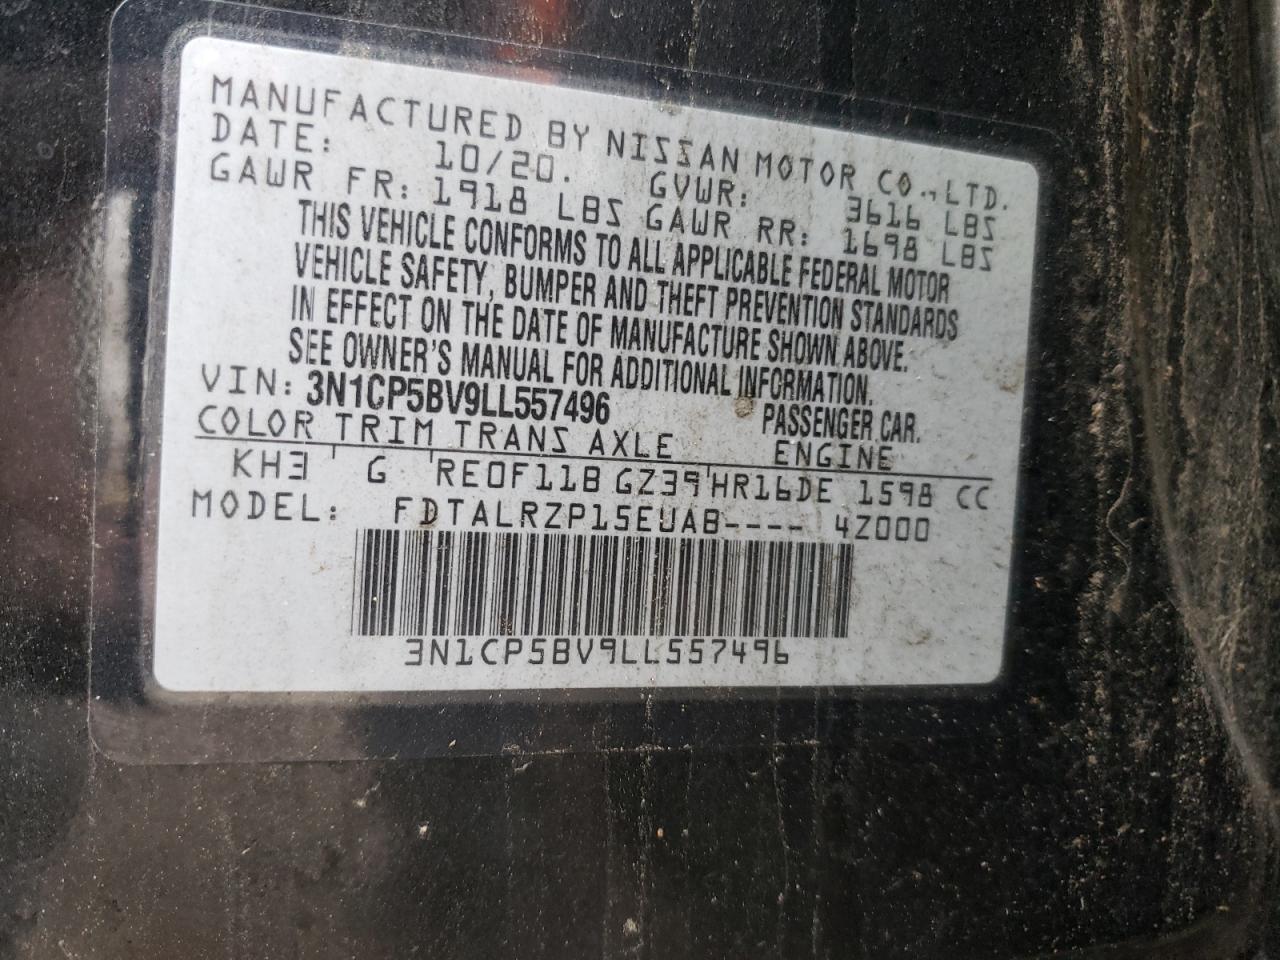 MANUFACTURED BY NISSAN MOTOR CO., LTD.
DATE: 10/20. GVWR: 3616 LBS
GAWR FR: 1918 LBS GAWR RR: 1698 LBS
THIS VEHICLE CONFORMS TO ALL APPLICABLE FEDERAL MOTOR
VEHICLE SAFETY, BUMPER AND THEFT PREVENTION STANDARDS
IN EFFECT ON THE DATE OF MANUFACTURE SHOWN ABOVE.
SEE OWNER'S MANUAL FOR ADDITIONAL INFORMATION.
VIN: 3N1CP5BV9LL557496 PASSENGER CAR.
COLOR TRIM TRANS AXLE ENGINE
KH3 G RE0F11B GZ39 HR16DE 1598 CC
MODEL: FDTALRZP15EUAB---- 4Z000
3N1CP5BV9LL557496